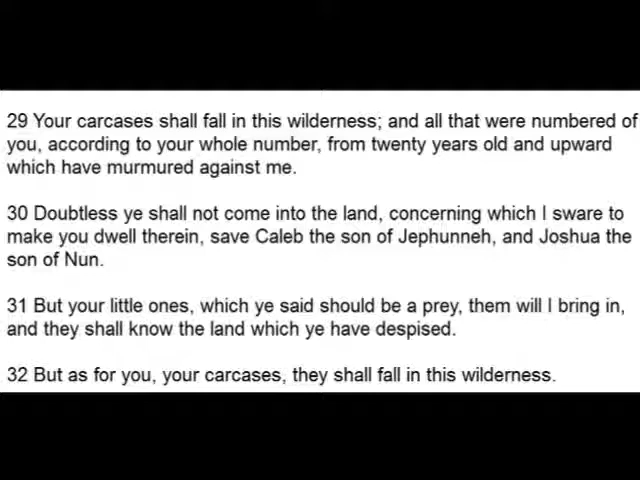 29 Your carcases shall fall in this wilderness; and all that were numbered of
you, according to your whole number, from twenty years old and upward
which have murmured against me.
30 Doubtless ye shall not come into the land, concerning which I sware to
make you dwell therein, save Caleb the son of Jephunneh, and Joshua the
son of Nun.
31 But your little ones, which ye said should be a prey, them will I bring in,
and they shall know the land which ye have despised.
32 But as for you, your carcases, they shall fall in this wilderness.